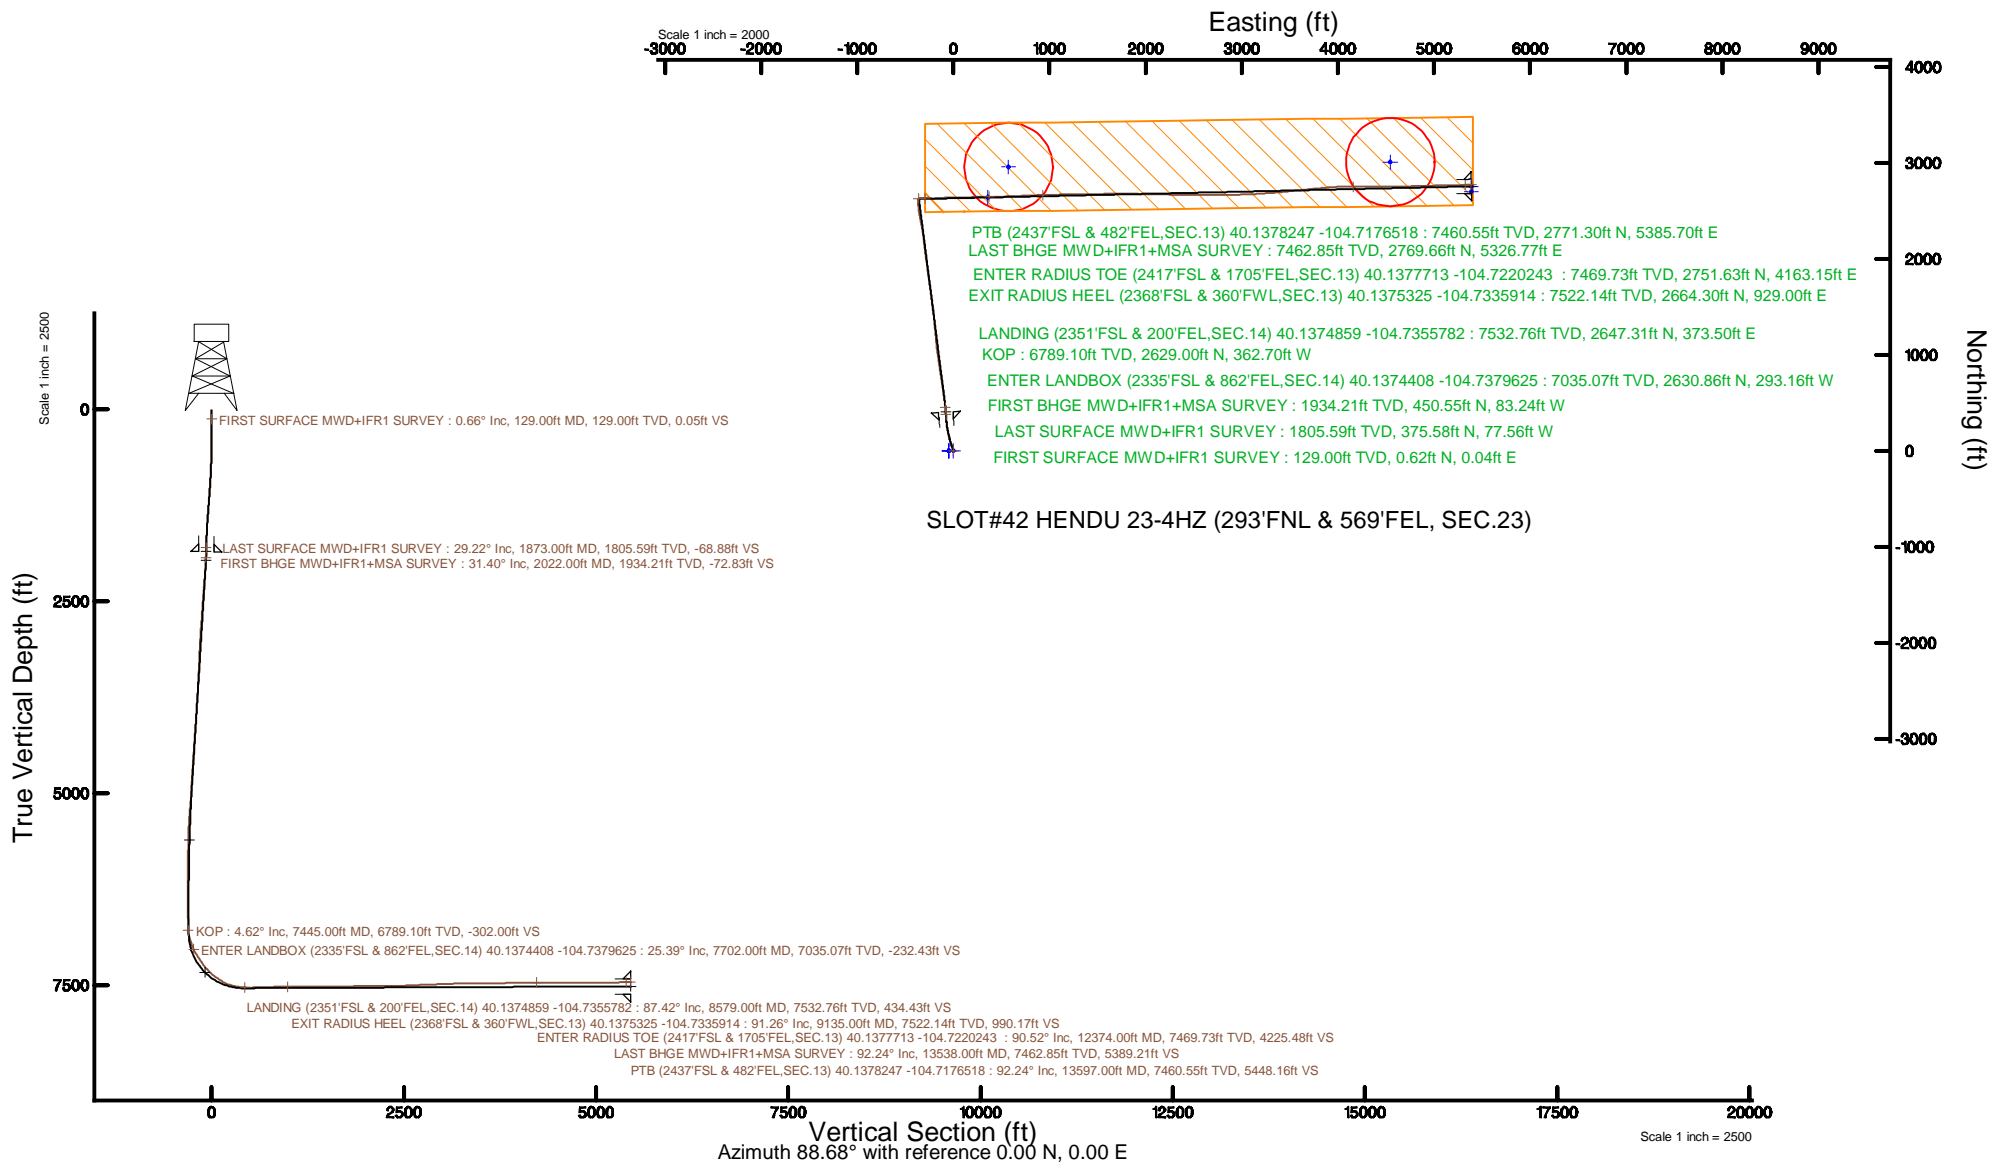 Easting (ft)
Scale 1 inch = 2000
-3000 -2000 -1000 0 1000 2000 3000 4000 5000 6000 7000 8000 9000
4000
3000
2000
1000
0
-1000
-2000
-3000
Northing (ft)
PTB (2437'FSL & 482'FEL,SEC.13) 40.1378247 -104.7176518 : 7460.55ft TVD, 2771.30ft N, 5385.70ft E
LAST BHGE MWD+IFR1+MSA SURVEY : 7462.85ft TVD, 2769.66ft N, 5326.77ft E
ENTER RADIUS TOE (2417'FSL & 1705'FEL,SEC.13) 40.1377713 -104.7220243 : 7469.73ft TVD, 2751.63ft N, 4163.15ft E
EXIT RADIUS HEEL (2368'FSL & 360'FWL,SEC.13) 40.1375325 -104.7335914 : 7522.14ft TVD, 2664.30ft N, 929.00ft E
LANDING (2351'FSL & 200'FEL,SEC.14) 40.1374859 -104.7355782 : 7532.76ft TVD, 2647.31ft N, 373.50ft E
KOP : 6789.10ft TVD, 2629.00ft N, 362.70ft W
ENTER LANDBOX (2335'FSL & 862'FEL,SEC.14) 40.1374408 -104.7379625 : 7035.07ft TVD, 2630.86ft N, 293.16ft W
FIRST BHGE MWD+IFR1+MSA SURVEY : 1934.21ft TVD, 450.55ft N, 83.24ft W
LAST SURFACE MWD+IFR1 SURVEY : 1805.59ft TVD, 375.58ft N, 77.56ft W
FIRST SURFACE MWD+IFR1 SURVEY : 129.00ft TVD, 0.62ft N, 0.04ft E
SLOT#42 HENDU 23-4HZ (293'FNL & 569'FEL, SEC.23)
Scale 1 inch = 2500
True Vertical Depth (ft)
0
2500
5000
7500
FIRST SURFACE MWD+IFR1 SURVEY : 0.66° Inc, 129.00ft MD, 129.00ft TVD, 0.05ft VS
LAST SURFACE MWD+IFR1 SURVEY : 29.22° Inc, 1873.00ft MD, 1805.59ft TVD, -68.88ft VS
FIRST BHGE MWD+IFR1+MSA SURVEY : 31.40° Inc, 2022.00ft MD, 1934.21ft TVD, -72.83ft VS
KOP : 4.62° Inc, 7445.00ft MD, 6789.10ft TVD, -302.00ft VS
ENTER LANDBOX (2335'FSL & 862'FEL,SEC.14) 40.1374408 -104.7379625 : 25.39° Inc, 7702.00ft MD, 7035.07ft TVD, -232.43ft VS
LANDING (2351'FSL & 200'FEL,SEC.14) 40.1374859 -104.7355782 : 87.42° Inc, 8579.00ft MD, 7532.76ft TVD, 434.43ft VS
EXIT RADIUS HEEL (2368'FSL & 360'FWL,SEC.13) 40.1375325 -104.7335914 : 91.26° Inc, 9135.00ft MD, 7522.14ft TVD, 990.17ft VS
ENTER RADIUS TOE (2417'FSL & 1705'FEL,SEC.13) 40.1377713 -104.7220243 : 90.52° Inc, 12374.00ft MD, 7469.73ft TVD, 4225.48ft VS
LAST BHGE MWD+IFR1+MSA SURVEY : 92.24° Inc, 13538.00ft MD, 7462.85ft TVD, 5389.21ft VS
PTB (2437'FSL & 482'FEL,SEC.13) 40.1378247 -104.7176518 : 92.24° Inc, 13597.00ft MD, 7460.55ft TVD, 5448.16ft VS
0 2500 5000 7500 10000 12500 15000 17500 20000
Vertical Section (ft)
Azimuth 88.68° with reference 0.00 N, 0.00 E
Scale 1 inch = 2500